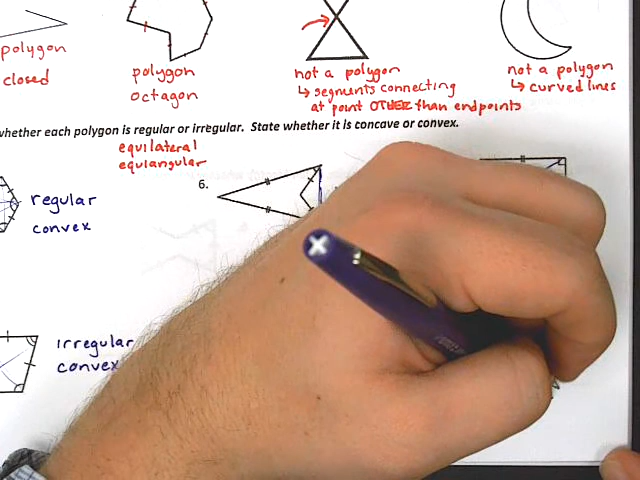 polygon
closed
polygon
octagon
not a polygon
↳ segments connecting
at point OTHER than endpoints
not a polygon
↳ curved lines
whether each polygon is regular or irregular. State whether it is concave or convex.
equilateral
equiangular
regular
convex
6.
irregular
convex